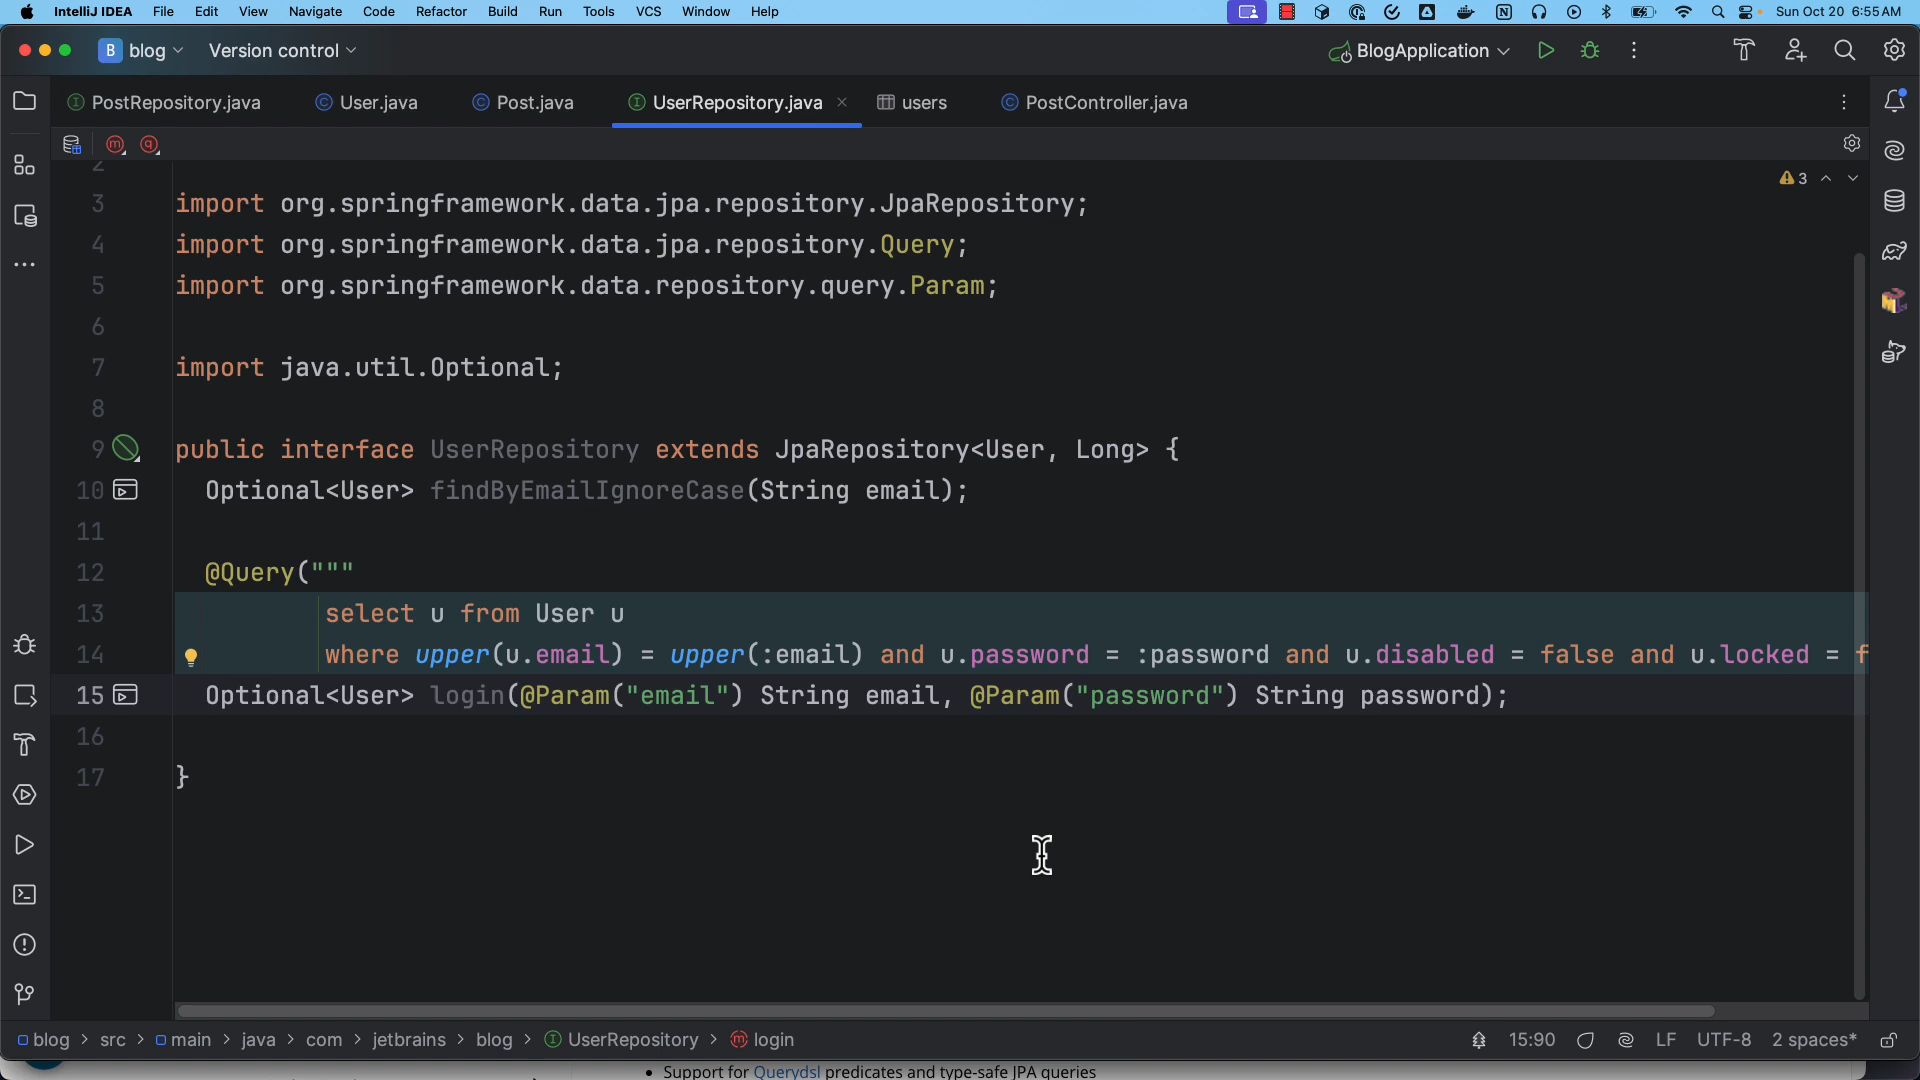 IntelliJ IDEA File Edit View Navigate Code Refactor Build Run Tools VCS Window Help Sun Oct 20 6:55 AM
B blog Version control BlogApplication
PostRepository.java User.java Post.java UserRepository.java users PostController.java
2
3
3 import org.springframework.data.jpa.repository.JpaRepository;
4 import org.springframework.data.jpa.repository.Query;
5 import org.springframework.data.repository.query.Param;
6
7 import java.util.Optional;
8
9 public interface UserRepository extends JpaRepository<User, Long> {
10 Optional<User> findByEmailIgnoreCase(String email);
11
12 @Query("""
13 select u from User u
14 where upper(u.email) = upper(:email) and u.password = :password and u.disabled = false and u.locked = f
15 Optional<User> login(@Param("email") String email, @Param("password") String password);
16
17 }
blog > src > main > java > com > jetbrains > blog > UserRepository > login 15:90 LF UTF-8 2 spaces*
Support for Querydsl predicates and type-safe JPA queries